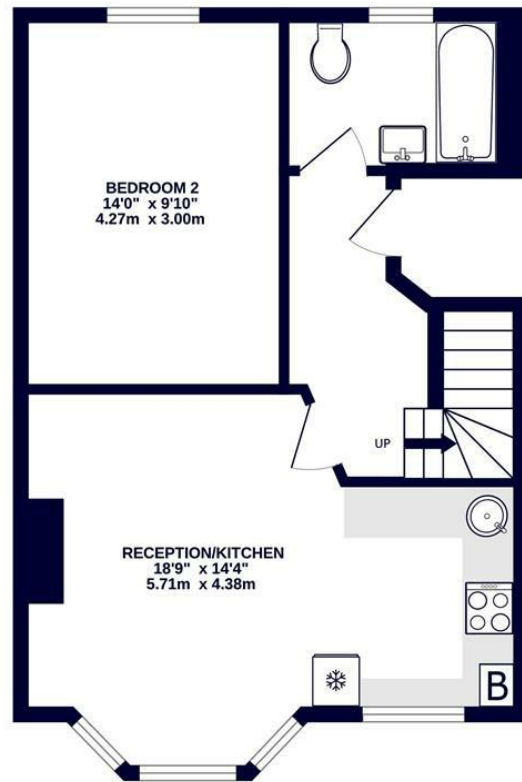 BEDROOM 2
14'0" x 9'10"
4.27m x 3.00m
UP
RECEPTION/KITCHEN
18'9" x 14'4"
5.71m x 4.38m
B